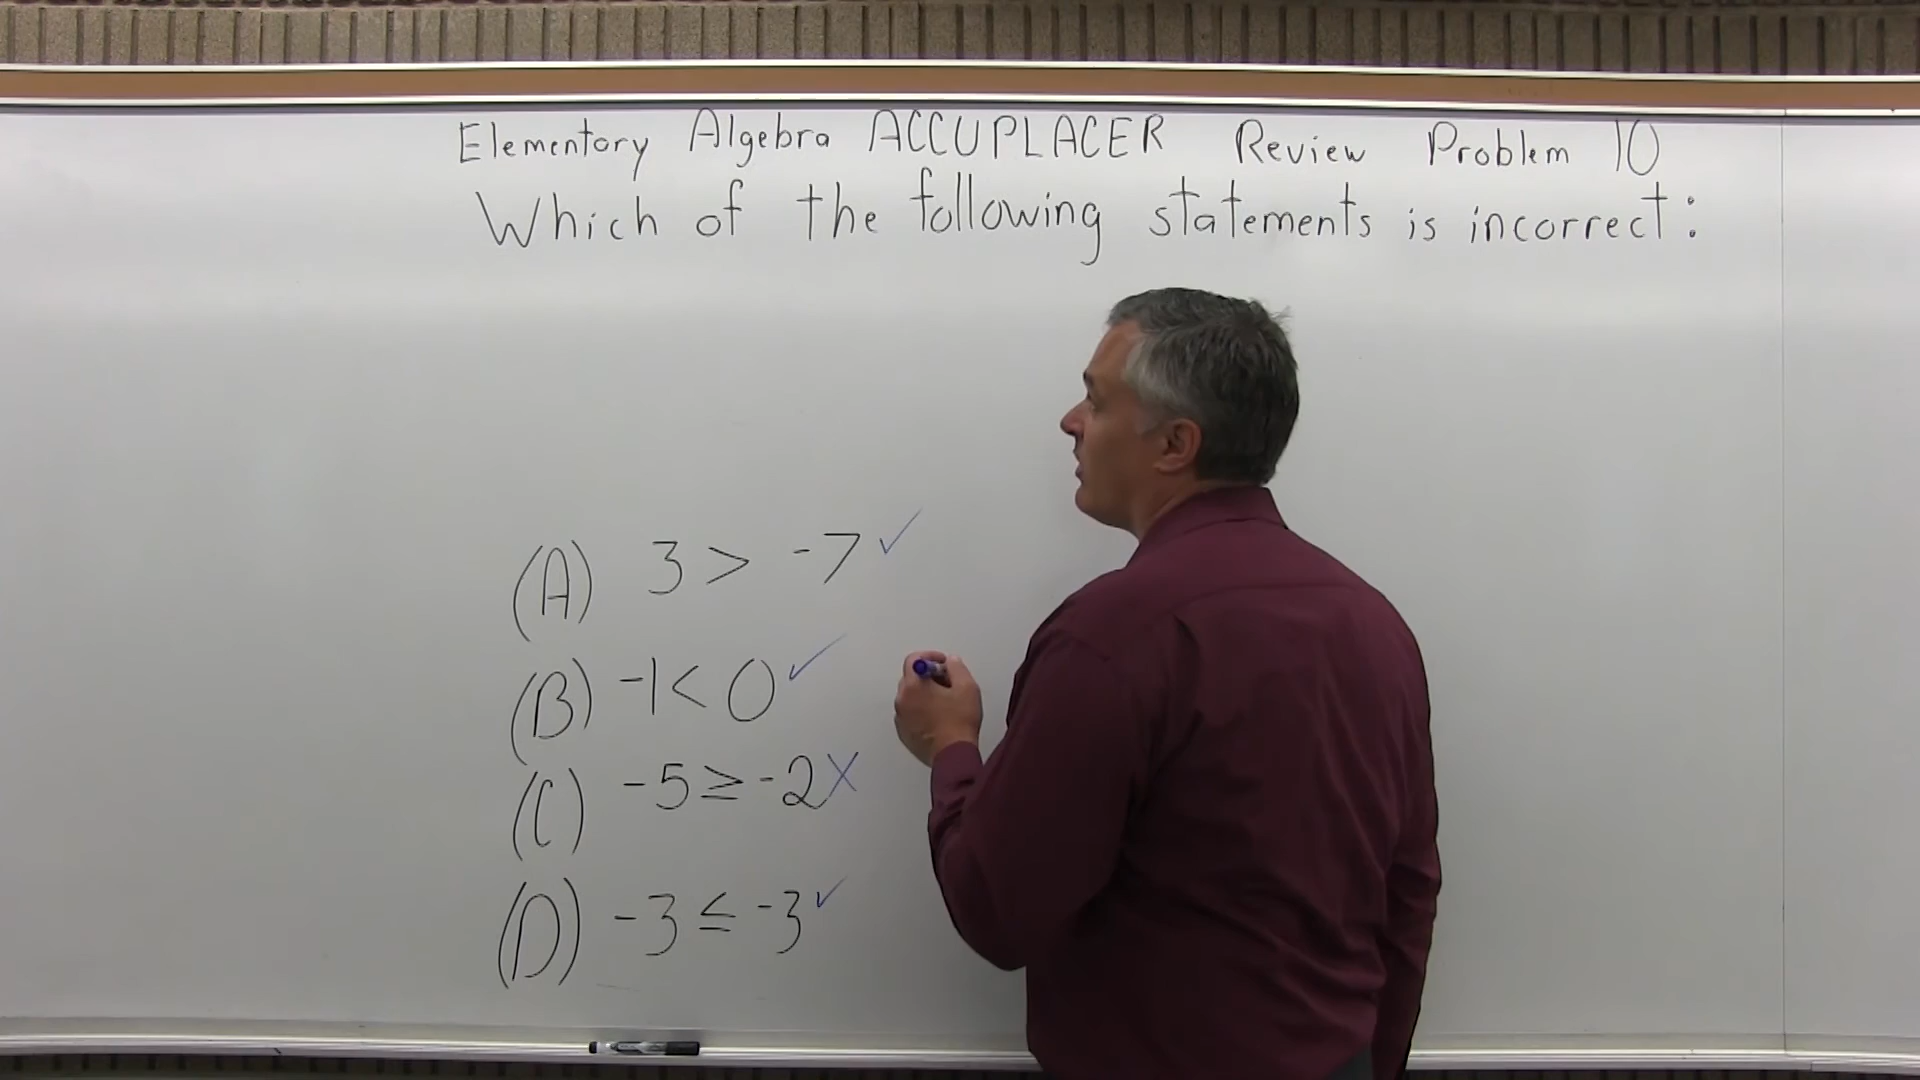 Elementary Algebra ACCUPLACER Review Problem 10
Which of the following statements is incorrect:
(A) 3 > -7 ✓
(B) -1 < 0 ✓
(C) -5 ≥ -2 X
(D) -3 ≤ -3 ✓